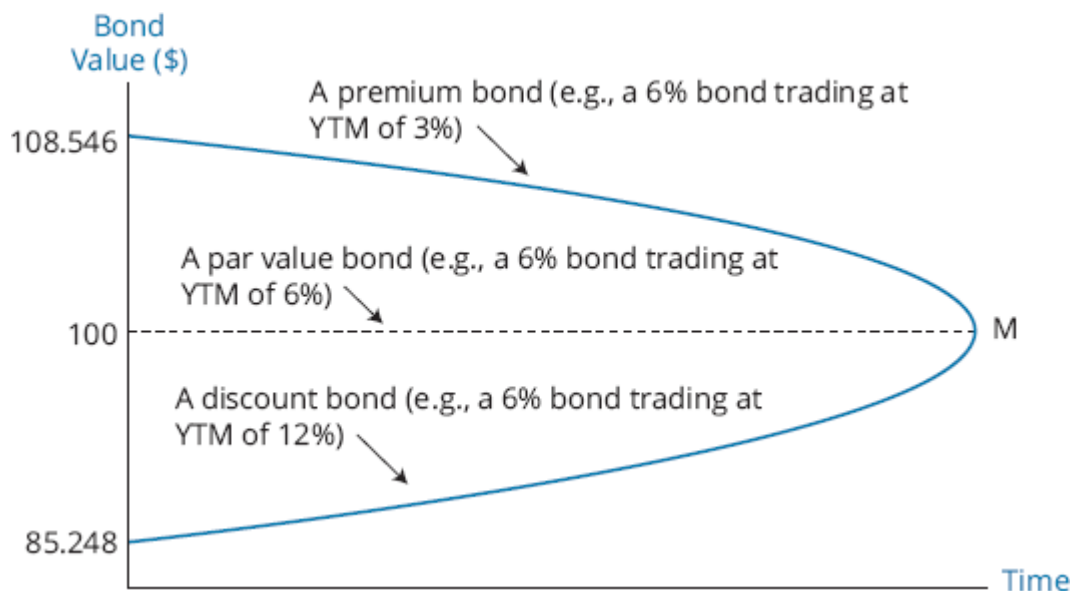 Bond
Value ($)
A premium bond (e.g., a 6% bond trading at
YTM of 3%)
108.546
A par value bond (e.g., a 6% bond trading at
YTM of 6%)
100
M
A discount bond (e.g., a 6% bond trading at
YTM of 12%)
85.248
Time